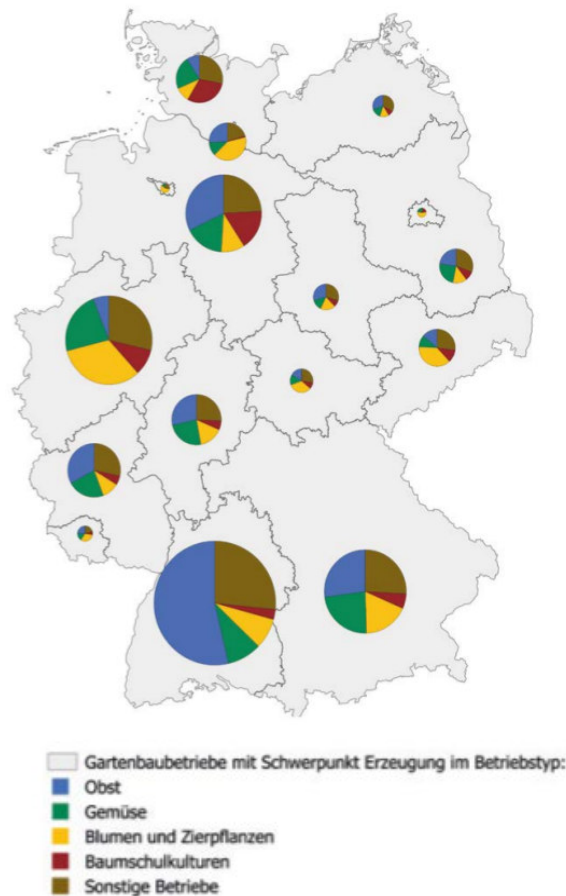 Gartenbaubetriebe mit Schwerpunkt Erzeugung im Betriebstyp:
Obst
Gemüse
Blumen und Zierpflanzen
Baumschulkulturen
Sonstige Betriebe